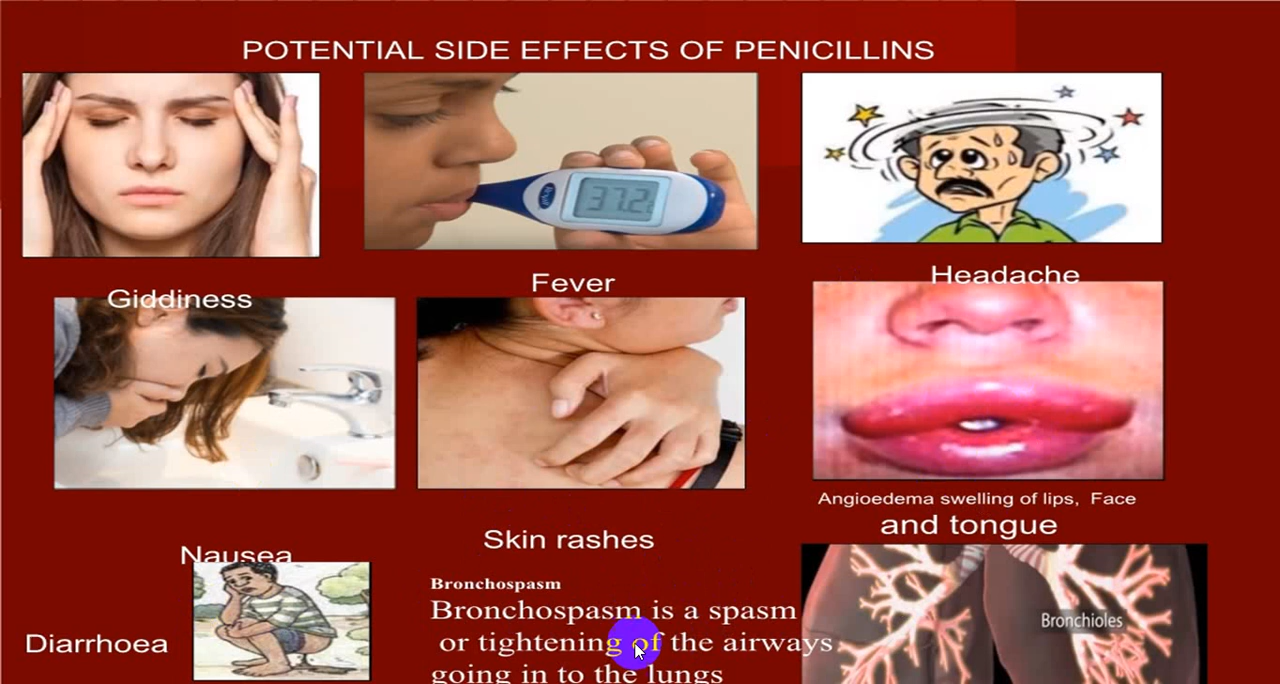 POTENTIAL SIDE EFFECTS OF PENICILLINS
37.2
Giddiness
Fever
Headache
Nausea
Skin rashes
Angioedema swelling of lips, Face
and tongue
Diarrhoea
Bronchospasm
Bronchospasm is a spasm
or tightening of the airways
going in to the lungs
Bronchioles